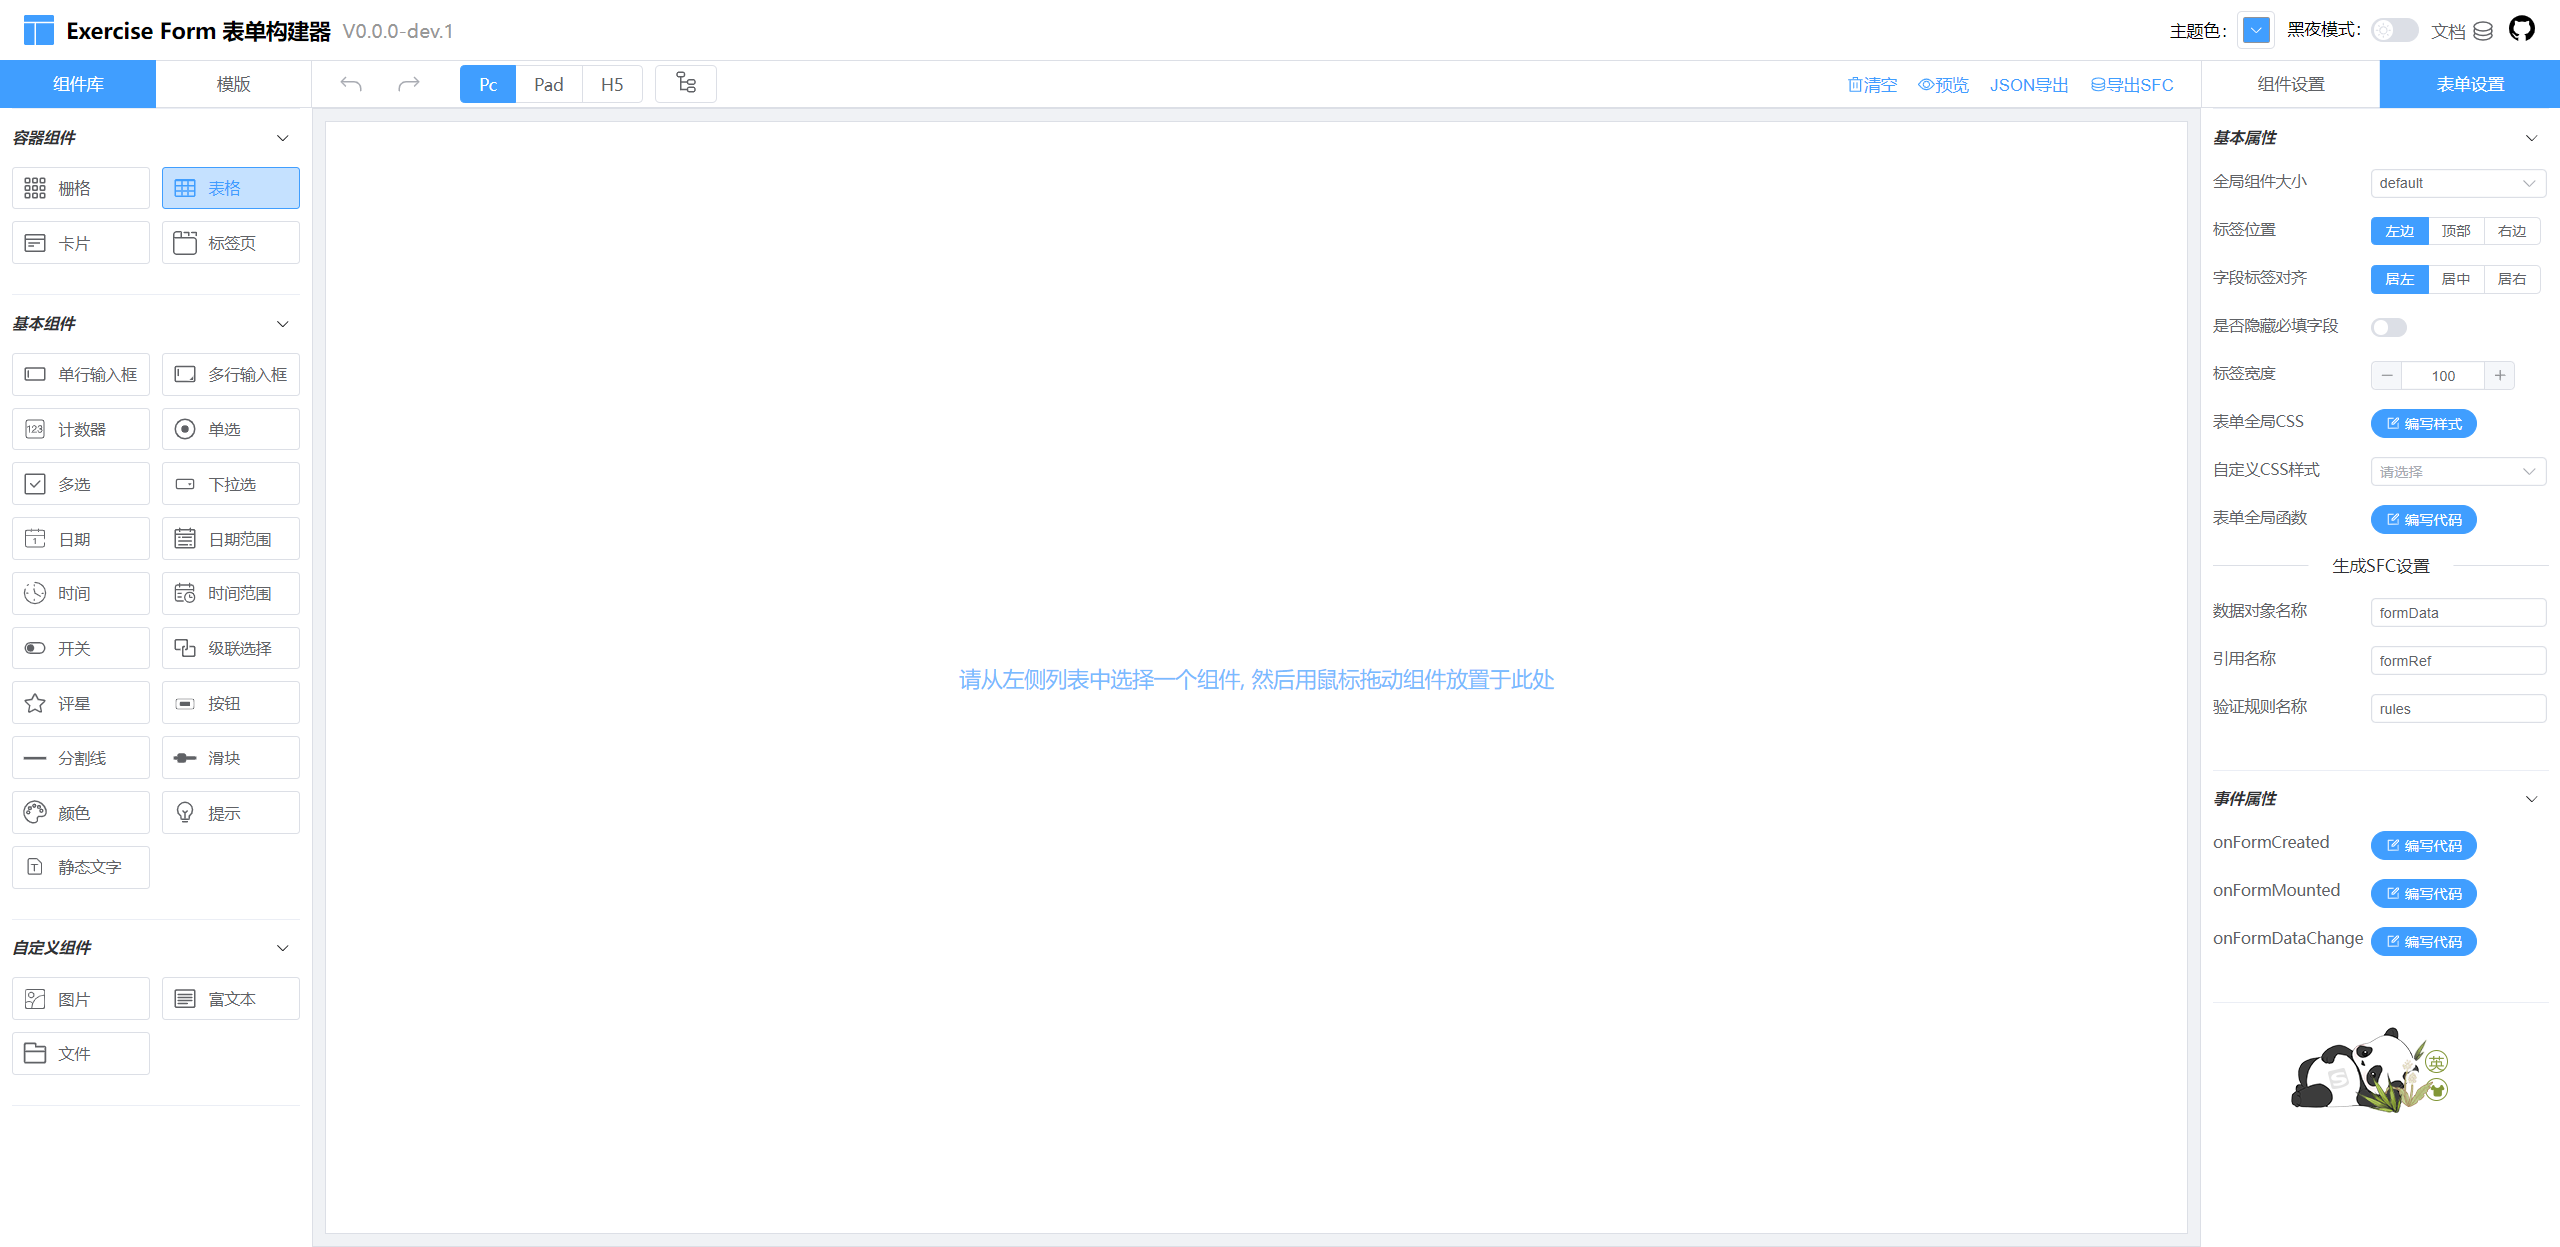 Exercise Form 表单构建器 V0.0.0-dev.1
主题色：
黑夜模式：
文档
组件库
模版
Pc
Pad
H5
清空
预览
JSON导出
导出SFC
组件设置
表单设置
容器组件
栅格
表格
卡片
标签页
基本组件
单行输入框
多行输入框
计数器
单选
多选
下拉选
日期
日期范围
时间
时间范围
开关
级联选择
评星
按钮
分割线
滑块
颜色
提示
静态文字
自定义组件
图片
富文本
文件
请从左侧列表中选择一个组件, 然后用鼠标拖动组件放置于此处
基本属性
全局组件大小
default
标签位置
左边
顶部
右边
字段标签对齐
居左
居中
居右
是否隐藏必填字段
标签宽度
100
表单全局CSS
编写样式
自定义CSS样式
请选择
表单全局函数
编写代码
生成SFC设置
数据对象名称
formData
引用名称
formRef
验证规则名称
rules
事件属性
onFormCreated
编写代码
onFormMounted
编写代码
onFormDataChange
编写代码
英